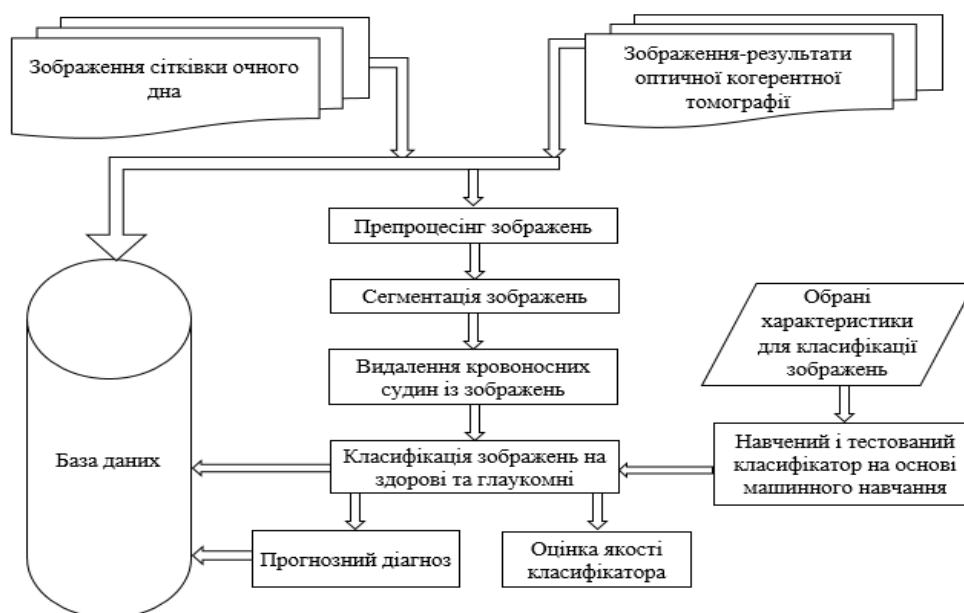 Зображення сітківки очного
дна
Зображення-результати
оптичної когерентної
томографії
Препроцесінг зображень
Сегментація зображень
Видалення кровоносних
судин із зображень
Обрані
характеристики
для класифікації
зображень
База даних
Класифікація зображень на
здорові та глаукомні
Навчений і тестований
класифікатор на основі
машинного навчання
Прогнозний діагноз
Оцінка якості
класифікатора